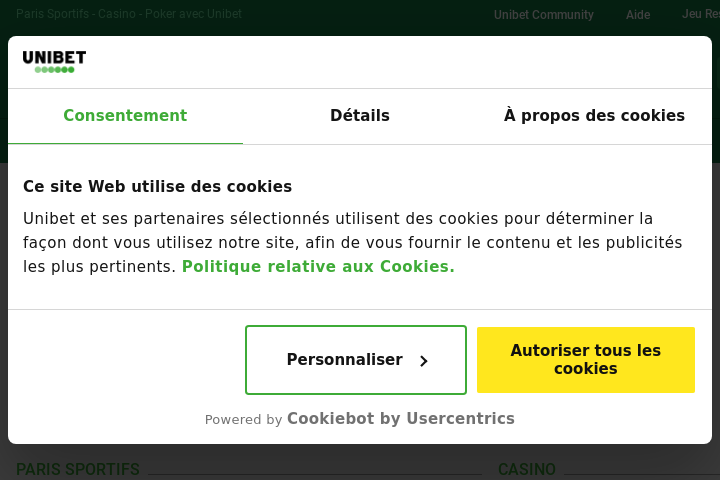 Paris Sportifs - Casino - Poker avec Unibet
Unibet Community
Aide
Jeu Res
UNIBET
Consentement
Détails
À propos des cookies
Ce site Web utilise des cookies
Unibet et ses partenaires sélectionnés utilisent des cookies pour déterminer la
façon dont vous utilisez notre site, afin de vous fournir le contenu et les publicités
les plus pertinents. Politique relative aux Cookies.
Personnaliser
Autoriser tous les
cookies
Powered by Cookiebot by Usercentrics
PARIS SPORTIFS
CASINO